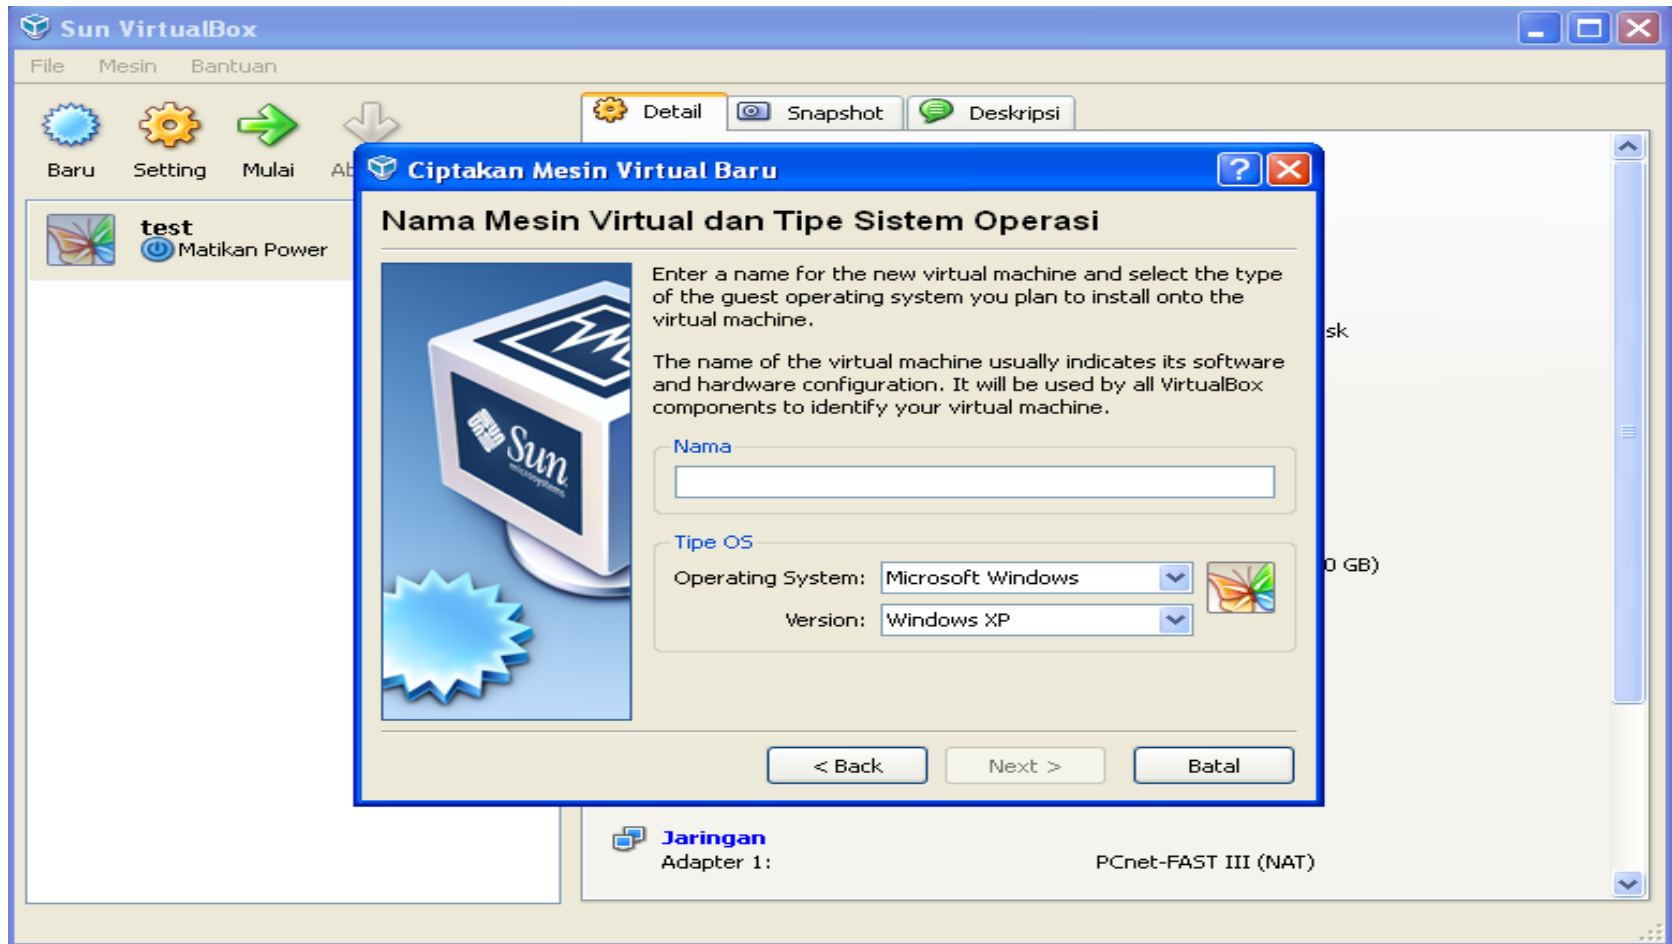 Sun VirtualBox
File Mesin Bantuan
Baru Setting Mulai
Detail Snapshot Deskripsi
test
Matikan Power
Ciptakan Mesin Virtual Baru
Nama Mesin Virtual dan Tipe Sistem Operasi
Enter a name for the new virtual machine and select the type
of the guest operating system you plan to install onto the
virtual machine.
The name of the virtual machine usually indicates its software
and hardware configuration. It will be used by all VirtualBox
components to identify your virtual machine.
Sun
microsystems
Nama
Tipe OS
Operating System: Microsoft Windows
Version: Windows XP
< Back Next > Batal
sk
0 GB)
Jaringan
Adapter 1: PCnet-FAST III (NAT)